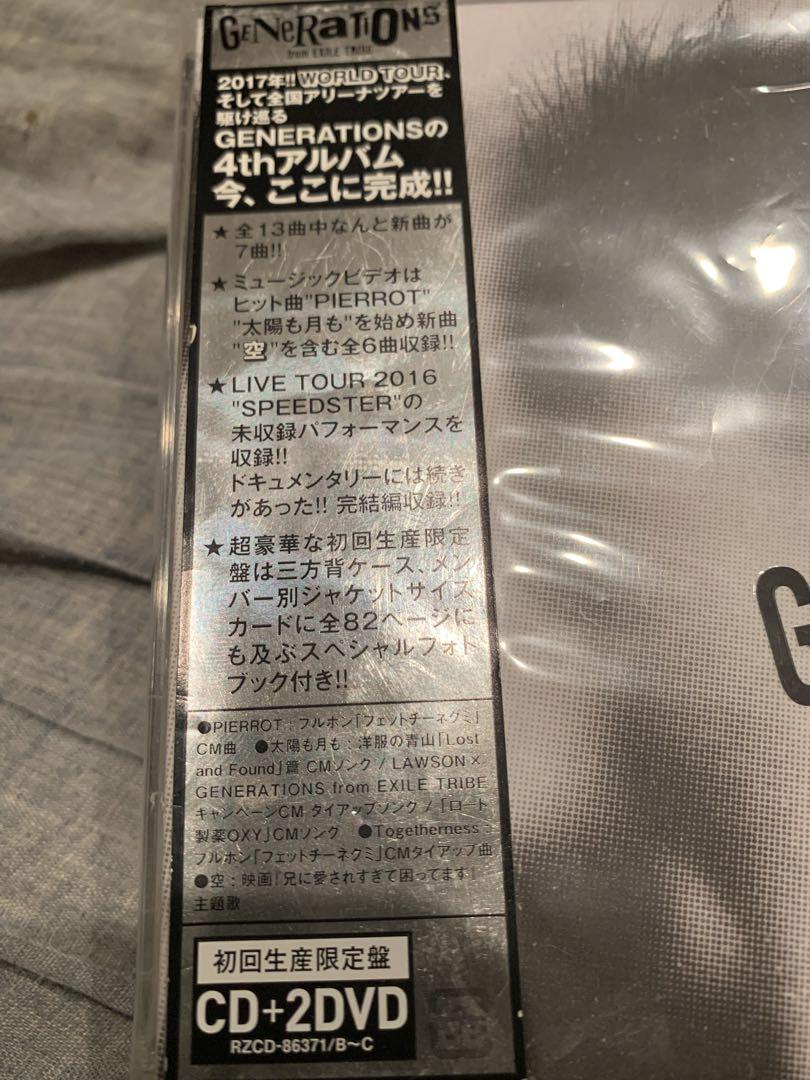 GENERATIONS
from EXILE TRIBE
2017年!! WORLD TOUR、
そして全国アリーナツアーを
駆け巡る
GENERATIONSの
4thアルバム
今、ここに完成!!
★全13曲中なんと新曲が
7曲!!
★ミュージックビデオは
ヒット曲"PIERROT"
"太陽も月も"を始め新曲
"空"を含む全6曲収録!!
★LIVE TOUR 2016
"SPEEDSTER"の
未収録パフォーマンスを
収録!!
ドキュメンタリーには続き
があった!! 完結編収録!!
★超豪華な初回生産限定
盤は三方背ケース、メン
バー別ジャケットサイズ
カードに全82ページに
も及ぶスペシャルフォト
ブック付き!!
●PIERROT：ブルボン「フェットチーネグミ」
CM曲 ●太陽も月も：洋服の青山「Lost
and Found」篇 CMソング / LAWSON×
GENERATIONS from EXILE TRIBE
キャンペーンCM タイアップソング / 「ロート
製薬OXY」CMソング ●Togetherness：
ブルボン「フェットチーネグミ」CMタイアップ曲
●空：映画『兄に愛されすぎて困ってます』
主題歌
初回生産限定盤
CD+2DVD
RZCD-86371/B～C
G